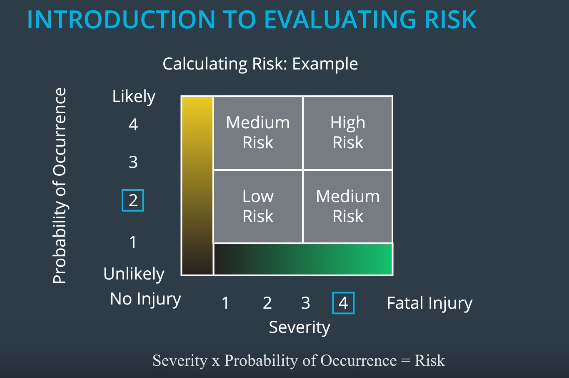 INTRODUCTION TO EVALUATING RISK
Calculating Risk: Example
Probability of Occurrence
Likely
4
3
2
1
Unlikely
Medium
Risk
High
Risk
Low
Risk
Medium
Risk
No Injury
1 2 3 4
Fatal Injury
Severity
Severity x Probability of Occurrence = Risk